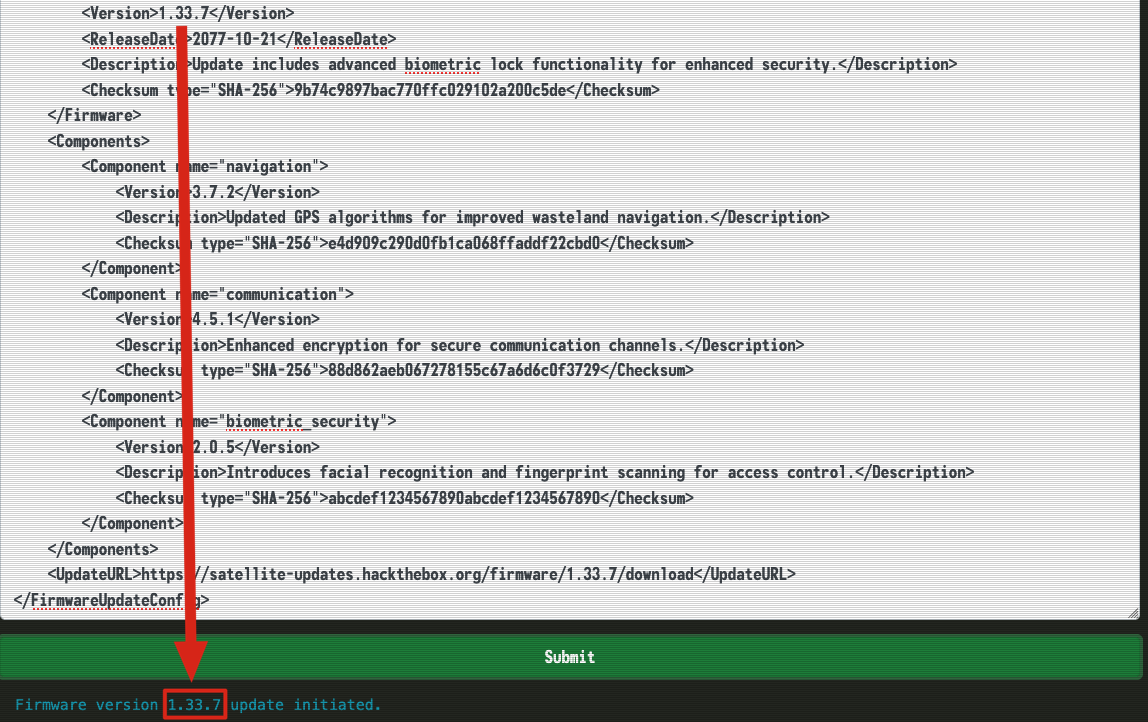 <Version>1.33.7</Version>
<ReleaseDate>2077-10-21</ReleaseDate>
<Description>Update includes advanced biometric lock functionality for enhanced security.</Description>
<Checksum type="SHA-256">9b74c9897bac770ffc029102a200c5de</Checksum>
</Firmware>
<Components>
<Component name="navigation">
<Version>3.7.2</Version>
<Description>Updated GPS algorithms for improved wasteland navigation.</Description>
<Checksum type="SHA-256">e4d909c290d0fb1ca068ffaddf22cbd0</Checksum>
</Component>
<Component name="communication">
<Version>4.5.1</Version>
<Description>Enhanced encryption for secure communication channels.</Description>
<Checksum type="SHA-256">88d862aeb067278155c67a6d6c0f3729</Checksum>
</Component>
<Component name="biometric_security">
<Version>2.0.5</Version>
<Description>Introduces facial recognition and fingerprint scanning for access control.</Description>
<Checksum type="SHA-256">abcdef1234567890abcdef1234567890</Checksum>
</Component>
</Components>
<UpdateURL>https://satellite-updates.hackthebox.org/firmware/1.33.7/download</UpdateURL>
</FirmwareUpdateConfig>
Submit
Firmware version 1.33.7 update initiated.